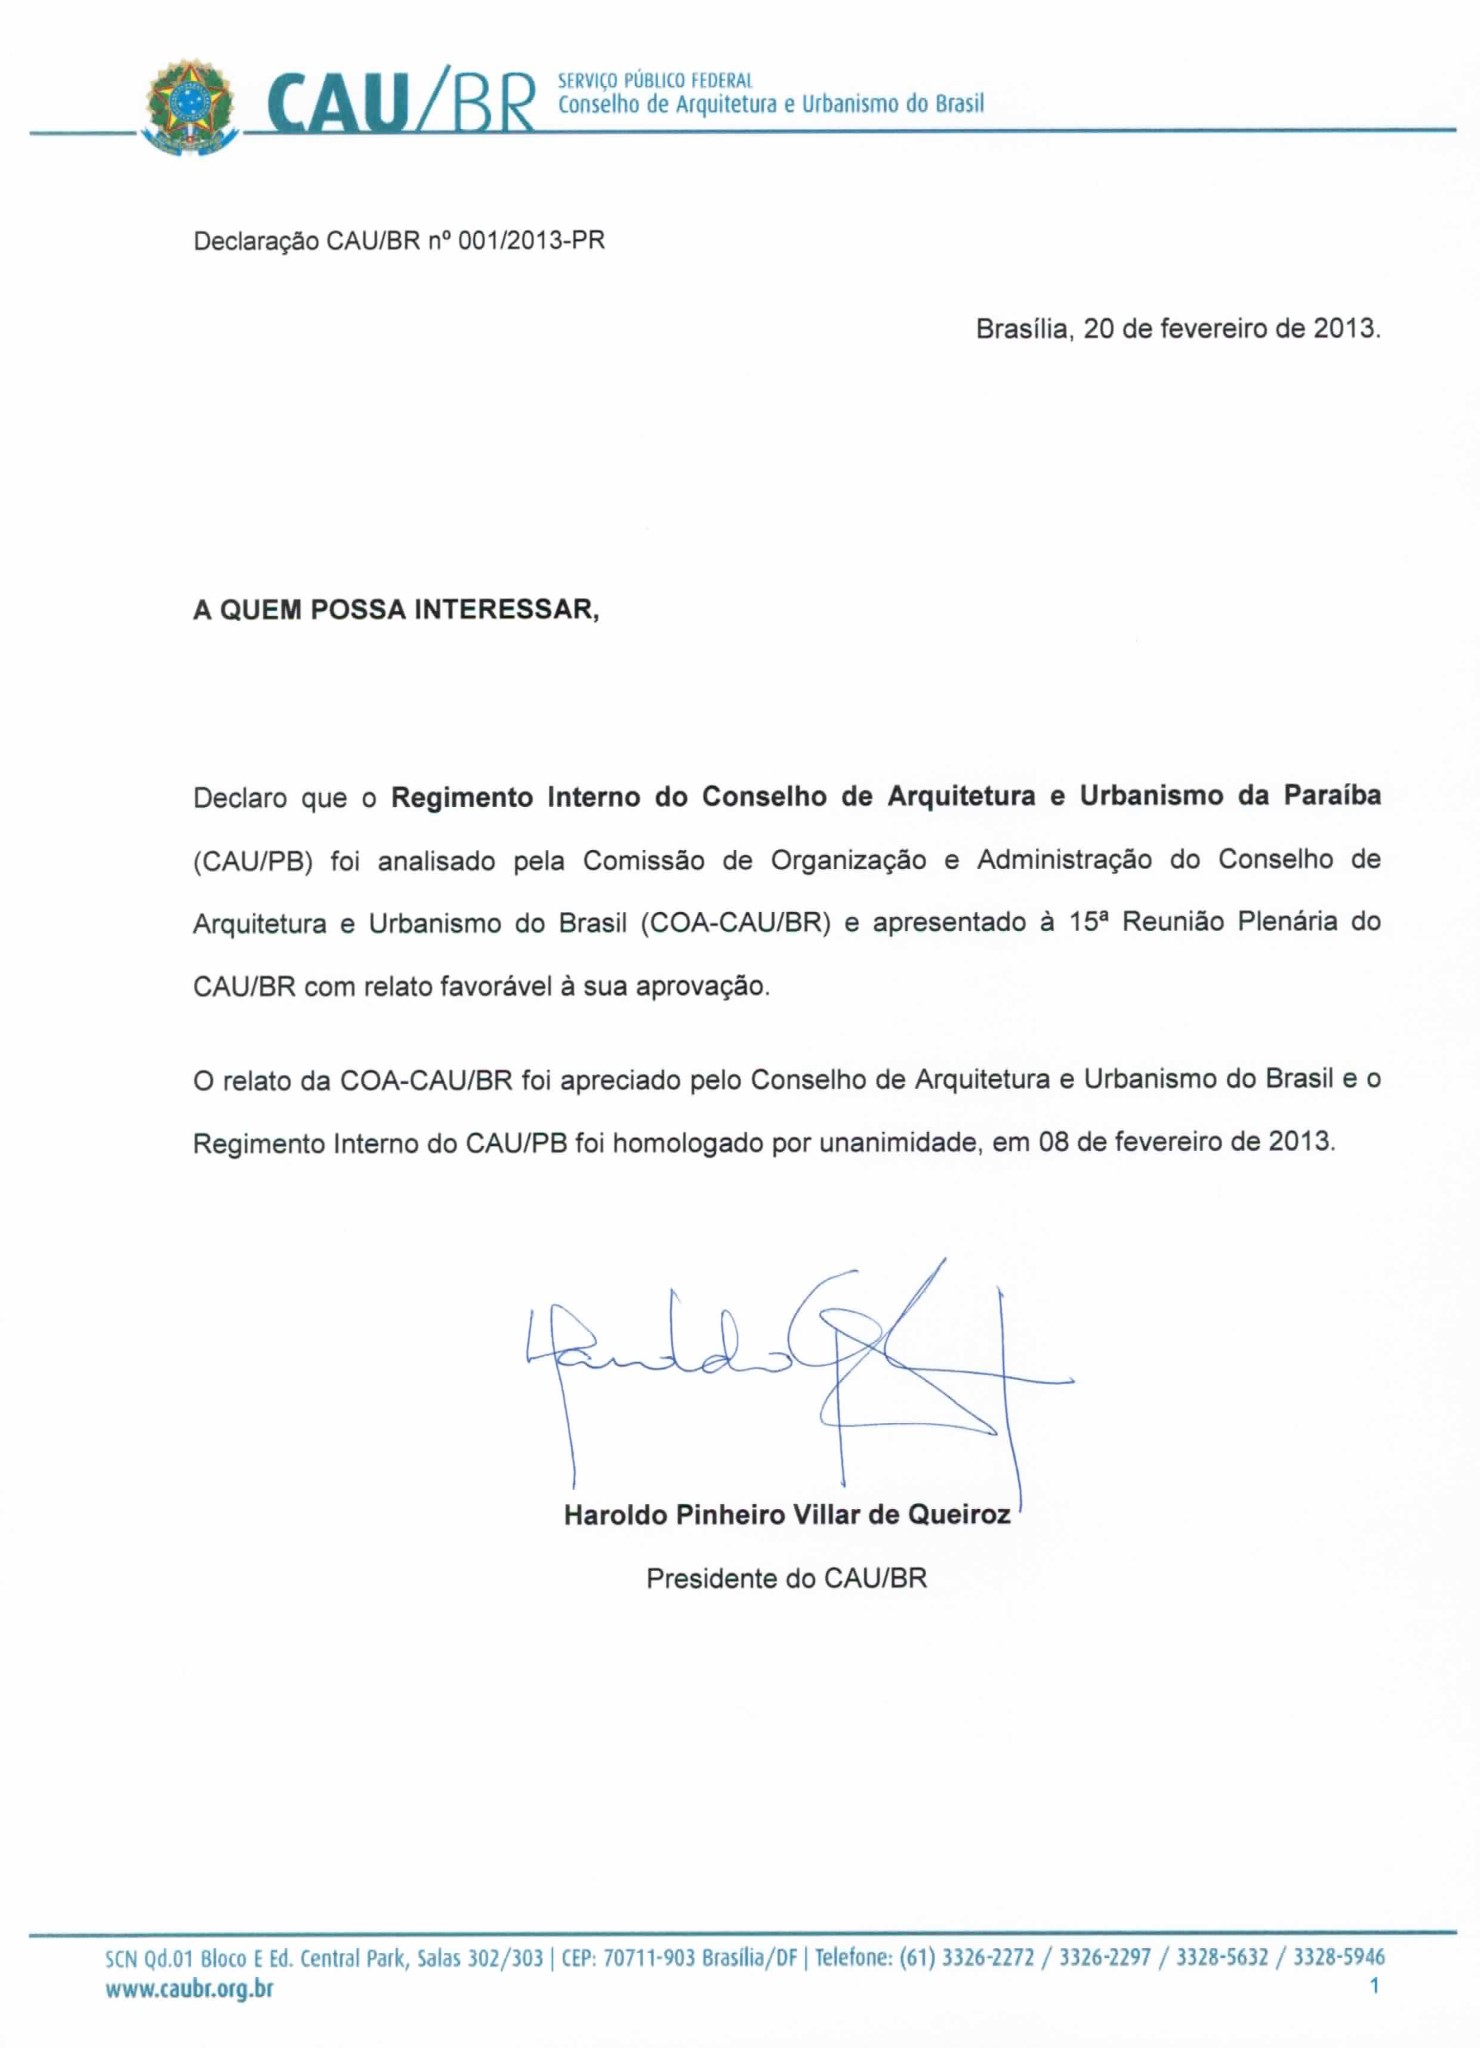 CAU/BR
SERVIÇO PÚBLICO FEDERAL
Conselho de Arquitetura e Urbanismo do Brasil
Declaração CAU/BR nº 001/2013-PR
Brasília, 20 de fevereiro de 2013.
A QUEM POSSA INTERESSAR,
Declaro que o Regimento Interno do Conselho de Arquitetura e Urbanismo da Paraíba
(CAU/PB) foi analisado pela Comissão de Organização e Administração do Conselho de
Arquitetura e Urbanismo do Brasil (COA-CAU/BR) e apresentado à 15ª Reunião Plenária do
CAU/BR com relato favorável à sua aprovação.
O relato da COA-CAU/BR foi apreciado pelo Conselho de Arquitetura e Urbanismo do Brasil e o
Regimento Interno do CAU/PB foi homologado por unanimidade, em 08 de fevereiro de 2013.
Haroldo Pinheiro Villar de Queiroz
Presidente do CAU/BR
SCN Qd.01 Bloco E Ed. Central Park, Salas 302/303 | CEP: 70711-903 Brasília/DF | Telefone: (61) 3326-2272 / 3326-2297 / 3328-5632 / 3328-5946
www.caubr.org.br
1